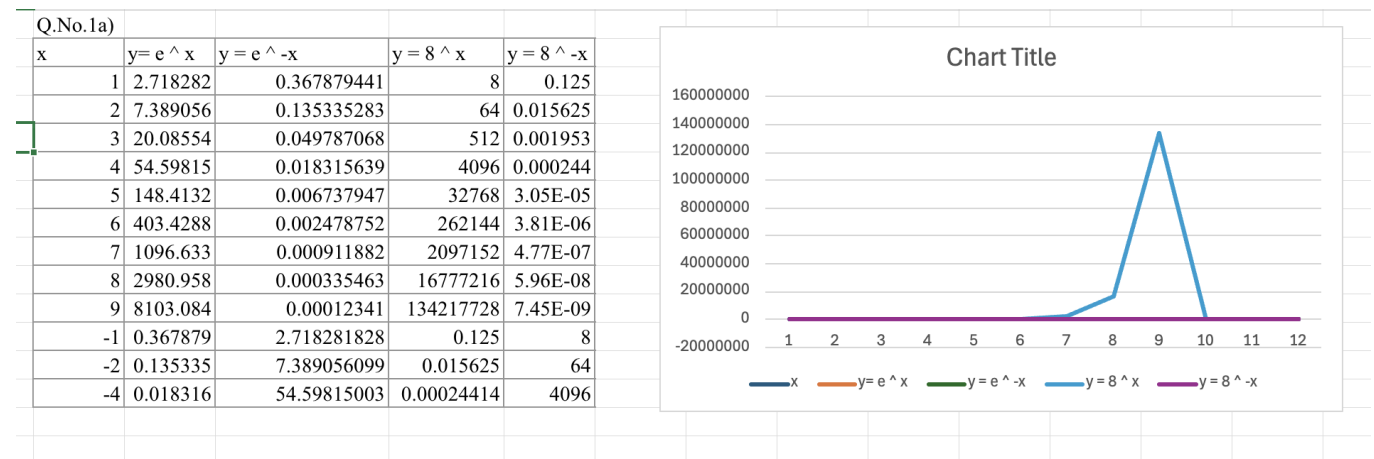 Q.No.1a)
x y= e ^ x y = e ^ -x y = 8 ^ x y = 8 ^ -x
1 2.718282 0.367879441 8 0.125
2 7.389056 0.135335283 64 0.015625
3 20.08554 0.049787068 512 0.001953
4 54.59815 0.018315639 4096 0.000244
5 148.4132 0.006737947 32768 3.05E-05
6 403.4288 0.002478752 262144 3.81E-06
7 1096.633 0.000911882 2097152 4.77E-07
8 2980.958 0.000335463 16777216 5.96E-08
9 8103.084 0.00012341 134217728 7.45E-09
-1 0.367879 2.718281828 0.125 8
-2 0.135335 7.389056099 0.015625 64
-4 0.018316 54.59815003 0.00024414 4096
Chart Title
160000000
140000000
120000000
100000000
80000000
60000000
40000000
20000000
0
-20000000
1 2 3 4 5 6 7 8 9 10 11 12
x y= e ^ x y = e ^ -x y = 8 ^ x y = 8 ^ -x